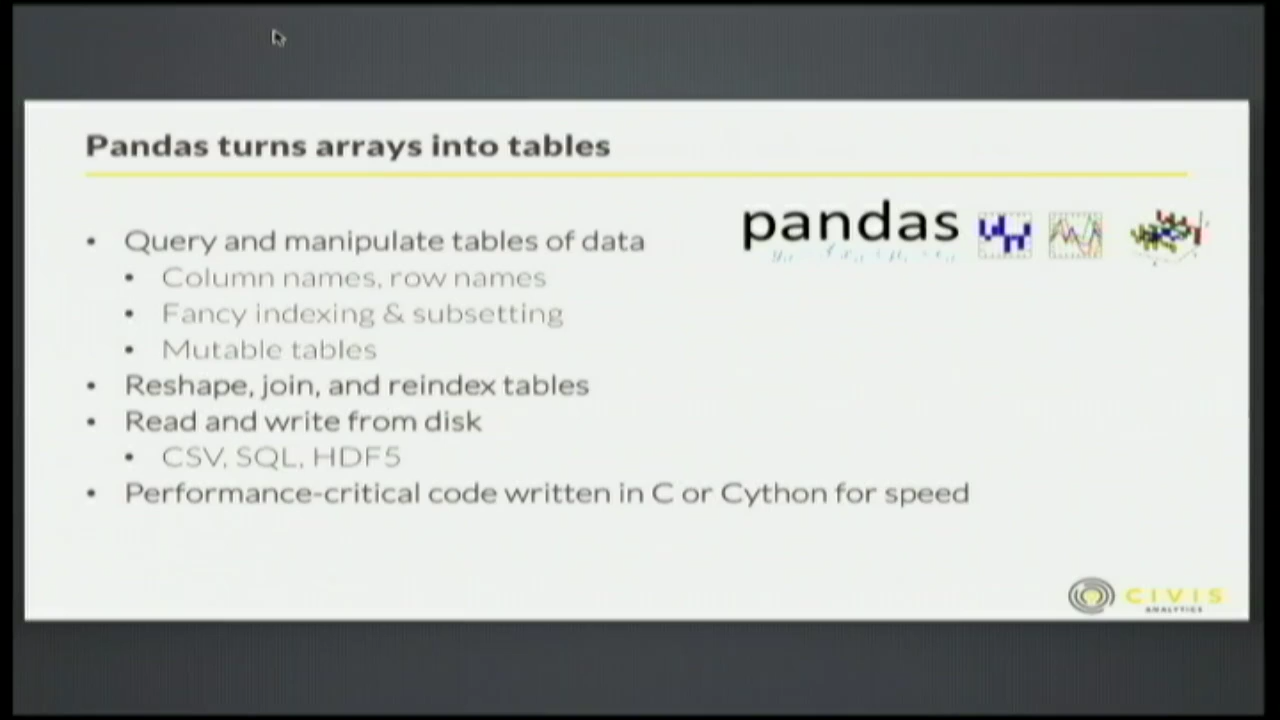 Pandas turns arrays into tables
• Query and manipulate tables of data
• Column names, row names
• Fancy indexing & subsetting
• Mutable tables
• Reshape, join, and reindex tables
• Read and write from disk
• CSV, SQL, HDF5
• Performance-critical code written in C or Cython for speed
pandas
CIVIS
ANALYTICS